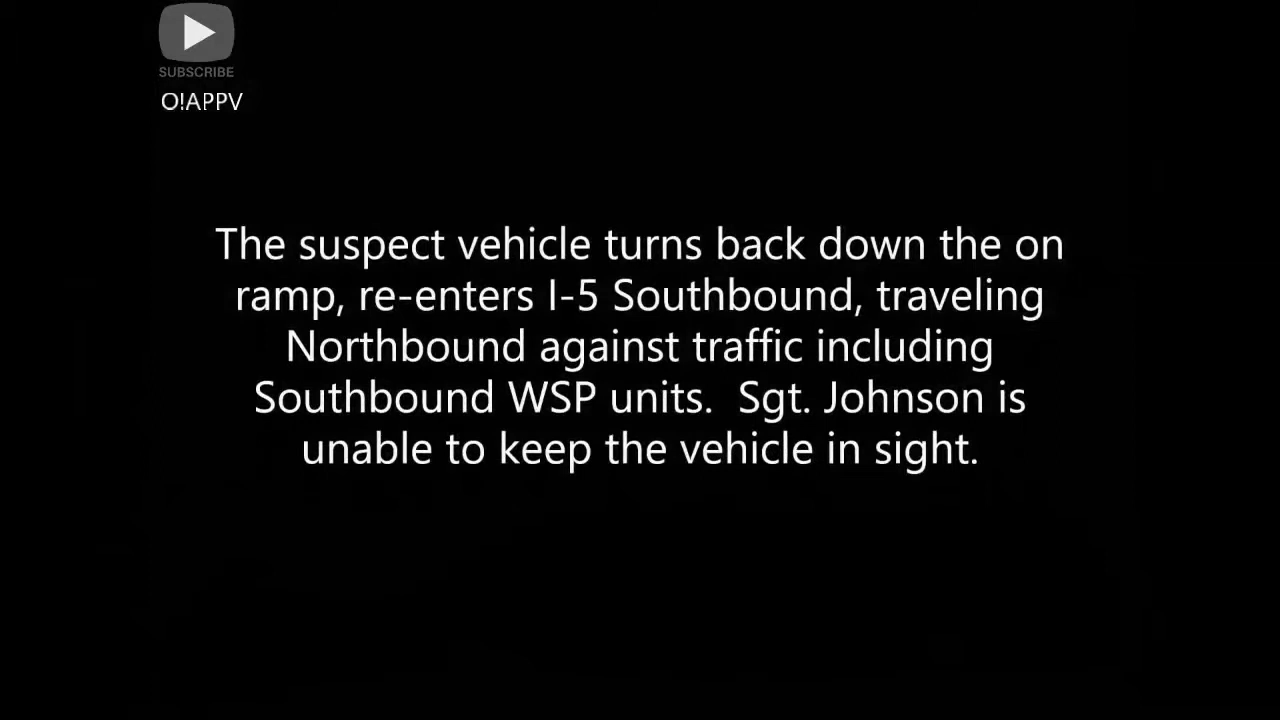 SUBSCRIBE
O!APPV
The suspect vehicle turns back down the on
ramp, re-enters I-5 Southbound, traveling
Northbound against traffic including
Southbound WSP units.  Sgt. Johnson is
unable to keep the vehicle in sight.